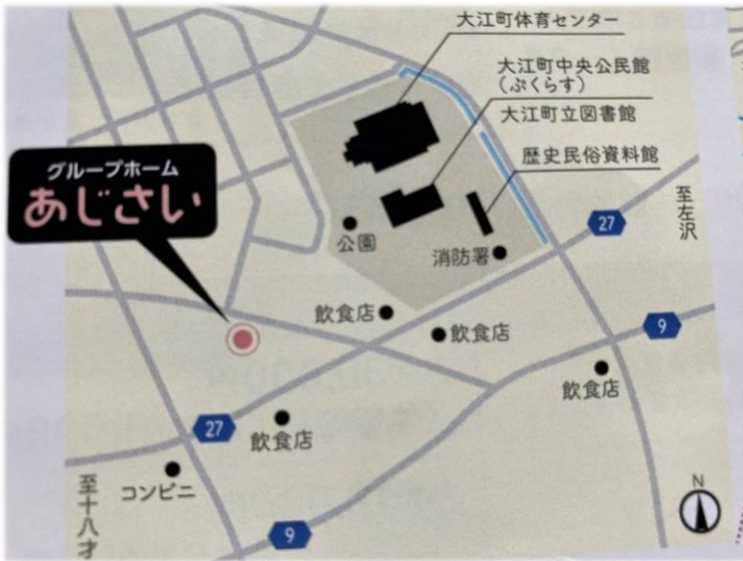 大江町体育センター
大江町中央公民館
（ぷくらす）
大江町立図書館
歴史民俗資料館
グループホーム
あじさい
至左沢
27
公園
消防署
飲食店
飲食店
9
飲食店
27
飲食店
コンビニ
至十八才
9
N